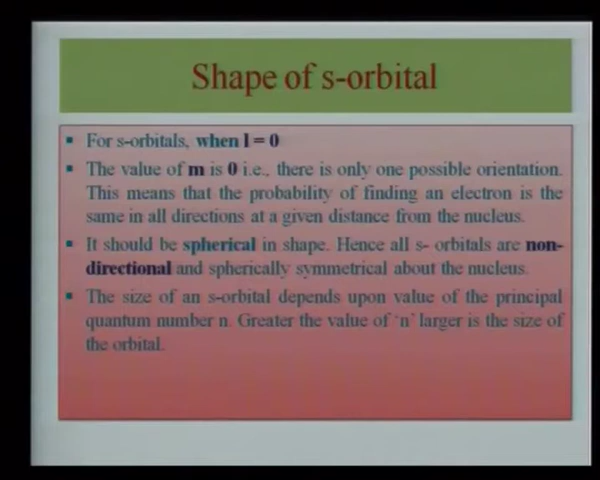 Shape of s-orbital
▪ For s-orbitals, when l = 0
▪ The value of m is 0 i.e., there is only one possible orientation.
This means that the probability of finding an electron is the
same in all directions at a given distance from the nucleus.
▪ It should be spherical in shape. Hence all s- orbitals are non-
directional and spherically symmetrical about the nucleus.
▪ The size of an s-orbital depends upon value of the principal
quantum number n. Greater the value of 'n' larger is the size of
the orbital.